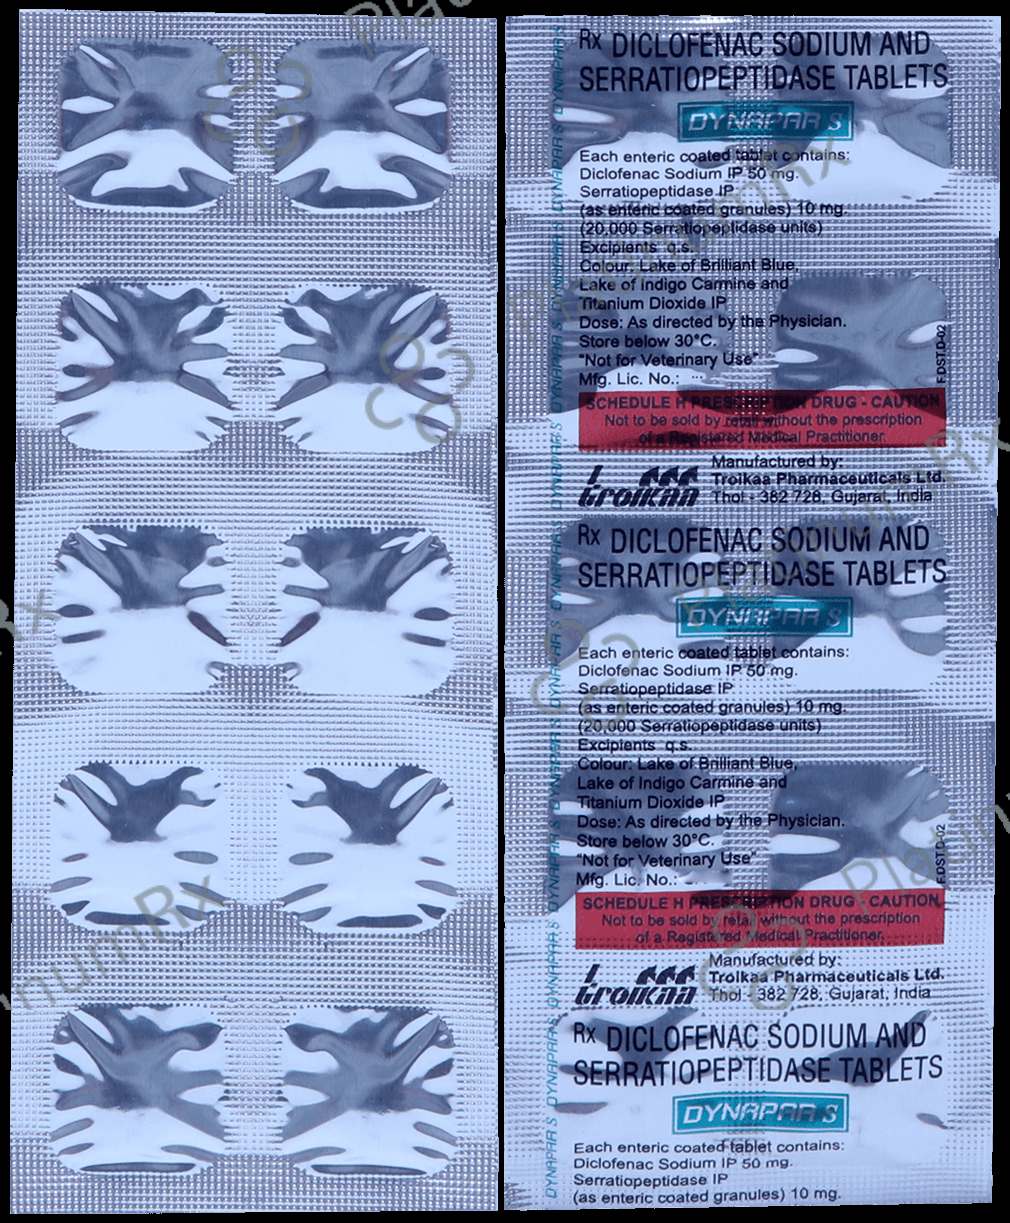 Rx DICLOFENAC SODIUM AND
SERRATIOPEPTIDASE TABLETS
DYNAPAR S
Each enteric coated tablet contains:
Diclofenac Sodium IP 50 mg.
Serratiopeptidase IP
(as enteric coated granules) 10 mg.
(20,000 Serratiopeptidase units)
Excipients q.s.
Colour: Lake of Brilliant Blue,
Lake of Indigo Carmine and
Titanium Dioxide IP
Dose: As directed by the Physician.
Store below 30°C.
"Not for Veterinary Use"
Mfg. Lic. No.:
SCHEDULE H PRESCRIPTION DRUG - CAUTION
Not to be sold by retail without the prescription
of a Registered Medical Practitioner.
troikaa
Manufactured by:
Troikaa Pharmaceuticals Ltd.
Thol - 382 728, Gujarat, India
Rx DICLOFENAC SODIUM AND
SERRATIOPEPTIDASE TABLETS
DYNAPAR S
Each enteric coated tablet contains:
Diclofenac Sodium IP 50 mg.
Serratiopeptidase IP
(as enteric coated granules) 10 mg.
(20,000 Serratiopeptidase units)
Excipients q.s.
Colour: Lake of Brilliant Blue,
Lake of Indigo Carmine and
Titanium Dioxide IP
Dose: As directed by the Physician.
Store below 30°C.
"Not for Veterinary Use"
Mfg. Lic. No.:
SCHEDULE H PRESCRIPTION DRUG - CAUTION
Not to be sold by retail without the prescription
of a Registered Medical Practitioner.
troikaa
Manufactured by:
Troikaa Pharmaceuticals Ltd.
Thol - 382 728, Gujarat, India
Rx DICLOFENAC SODIUM AND
SERRATIOPEPTIDASE TABLETS
DYNAPAR S
Each enteric coated tablet contains:
Diclofenac Sodium IP 50 mg.
Serratiopeptidase IP
(as enteric coated granules) 10 mg.
DYNAPAR S DYNAPAR S DYNAPAR S DYNAPAR S
PlatinumRx